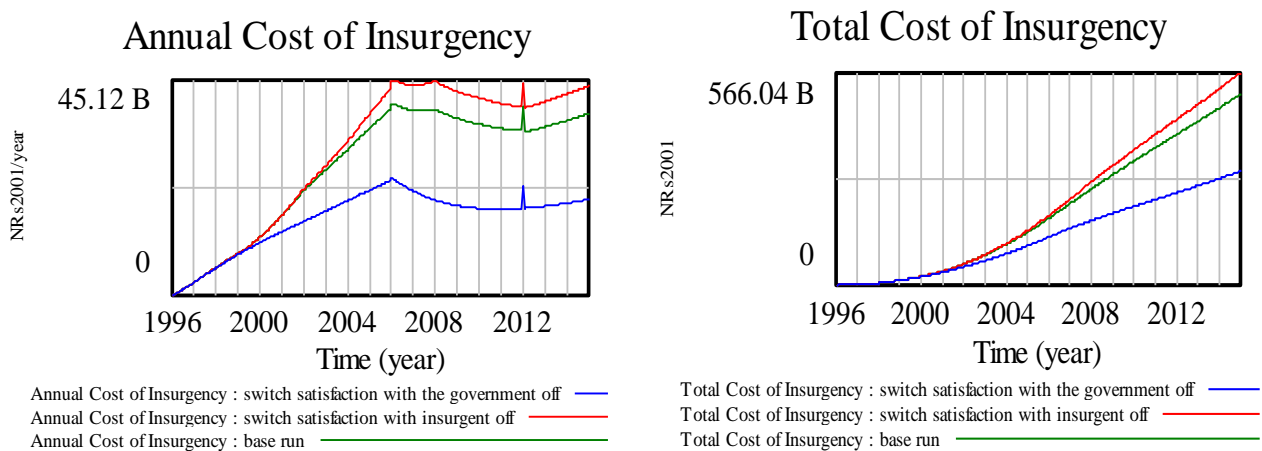 Annual Cost of Insurgency
45.12 B
NRs2001/year
0
1996 2000 2004 2008 2012
Time (year)
Annual Cost of Insurgency : switch satisfaction with the government off
Annual Cost of Insurgency : switch satisfaction with insurgent off
Annual Cost of Insurgency : base run
Total Cost of Insurgency
566.04 B
NRs2001
0
1996 2000 2004 2008 2012
Time (year)
Total Cost of Insurgency : switch satisfaction with the government off
Total Cost of Insurgency : switch satisfaction with insurgent off
Total Cost of Insurgency : base run